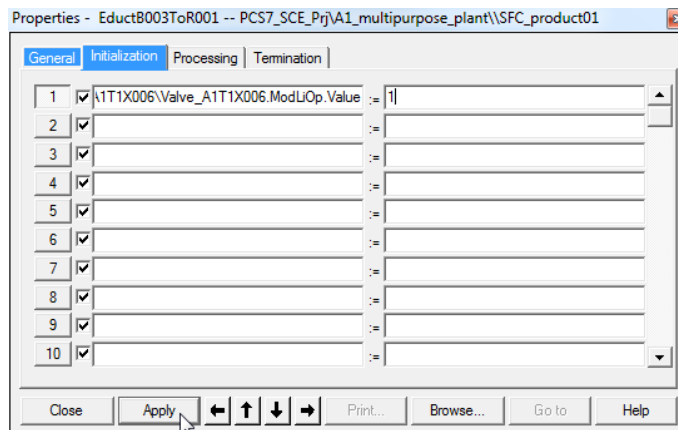 Properties - EductB003ToR001 -- PCS7_SCE_Prj\A1_multipurpose_plant\\SFC_product01
General Initialization Processing Termination
1 \A1T1X006\Valve_A1T1X006.ModLiOp.Value := 1
2 :=
3 :=
4 :=
5 :=
6 :=
7 :=
8 :=
9 :=
10 :=
Close Apply Print... Browse... Go to Help